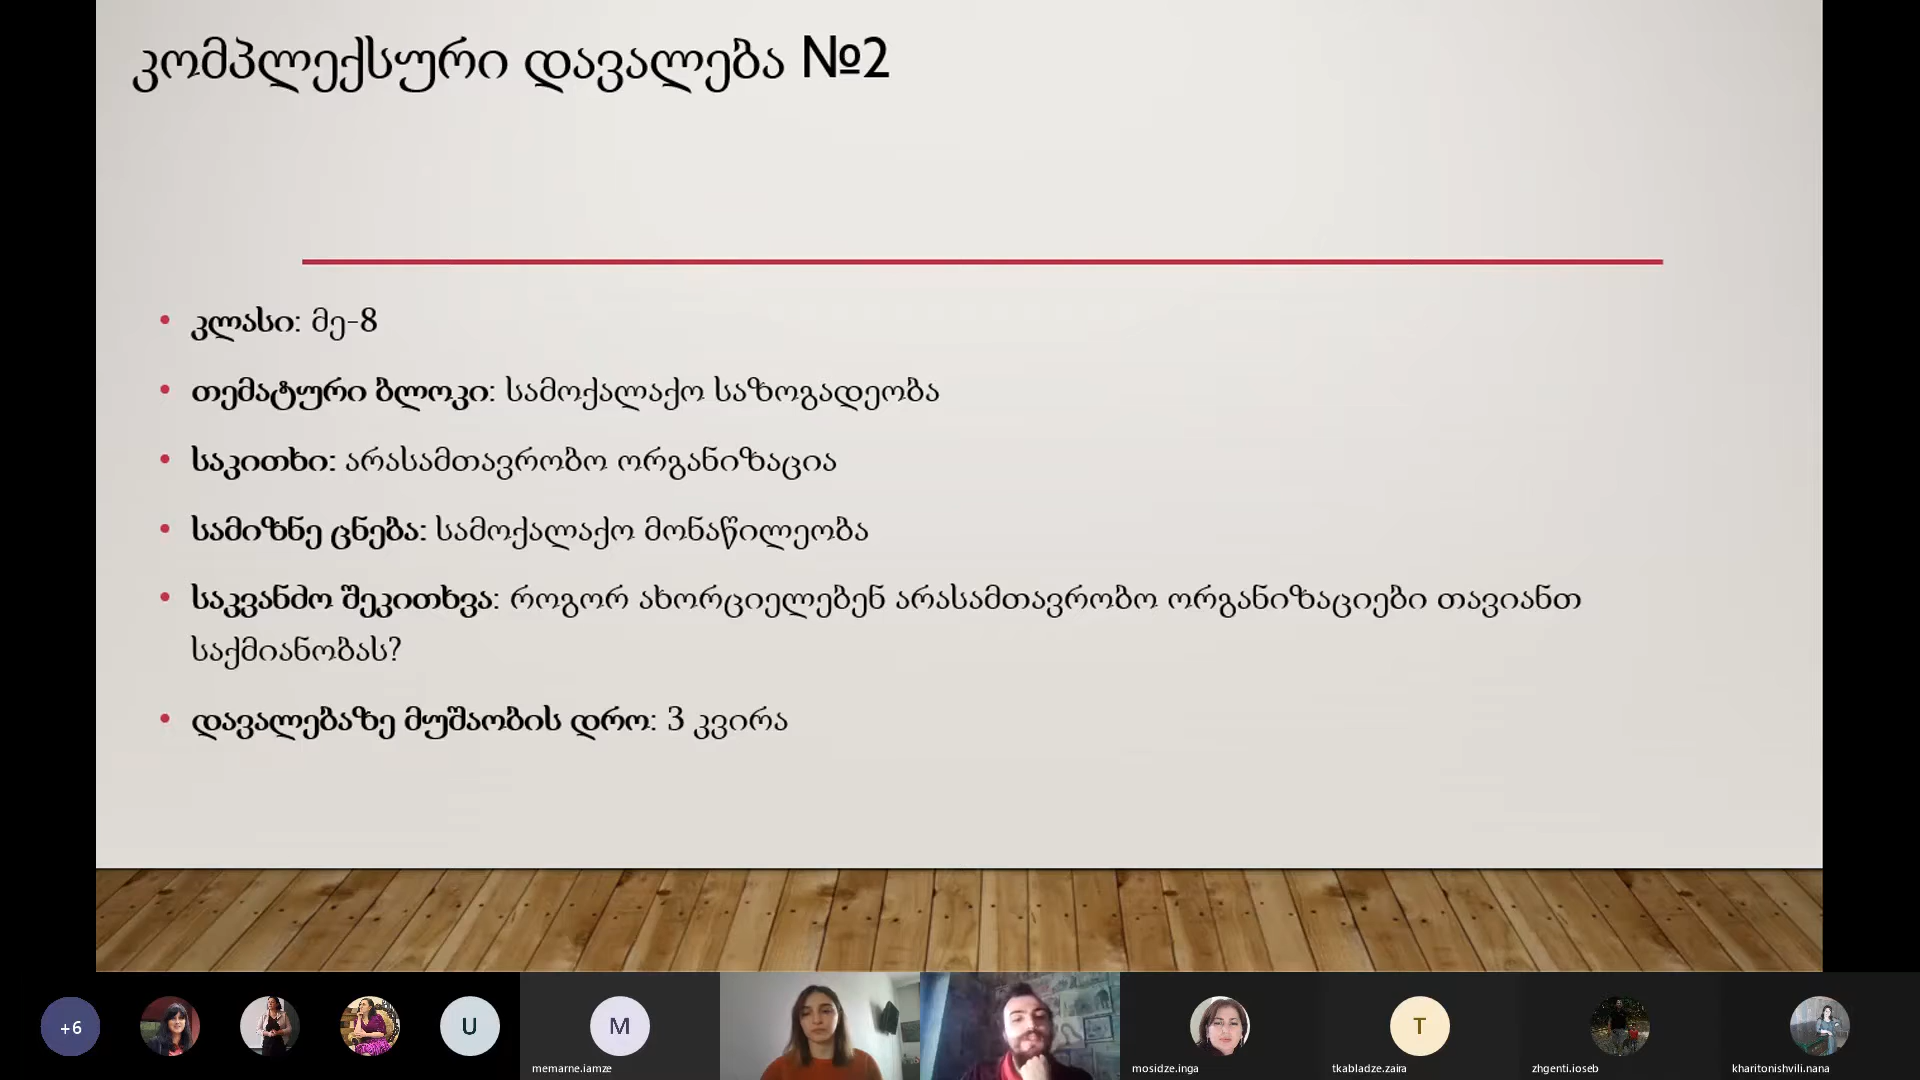 კომპლექსური დავალება №2
• კლასი: მე-8
• თემატური ბლოკი: სამოქალაქო საზოგადეობა
• საკითხი: არასამთავრობო ორგანიზაცია
• სამიზნე ცნება: სამოქალაქო მონაწილეობა
• საკვანძო შეკითხვა: როგორ ახორციელებენ არასამთავრობო ორგანიზაციები თავიანთ
საქმიანობას?
• დავალებაზე მუშაობის დრო: 3 კვირა
+6
U
M
T
memarne.iamze
mosidze.inga
tkabladze.zaira
zhgenti.ioseb
kharitonishvili.nana